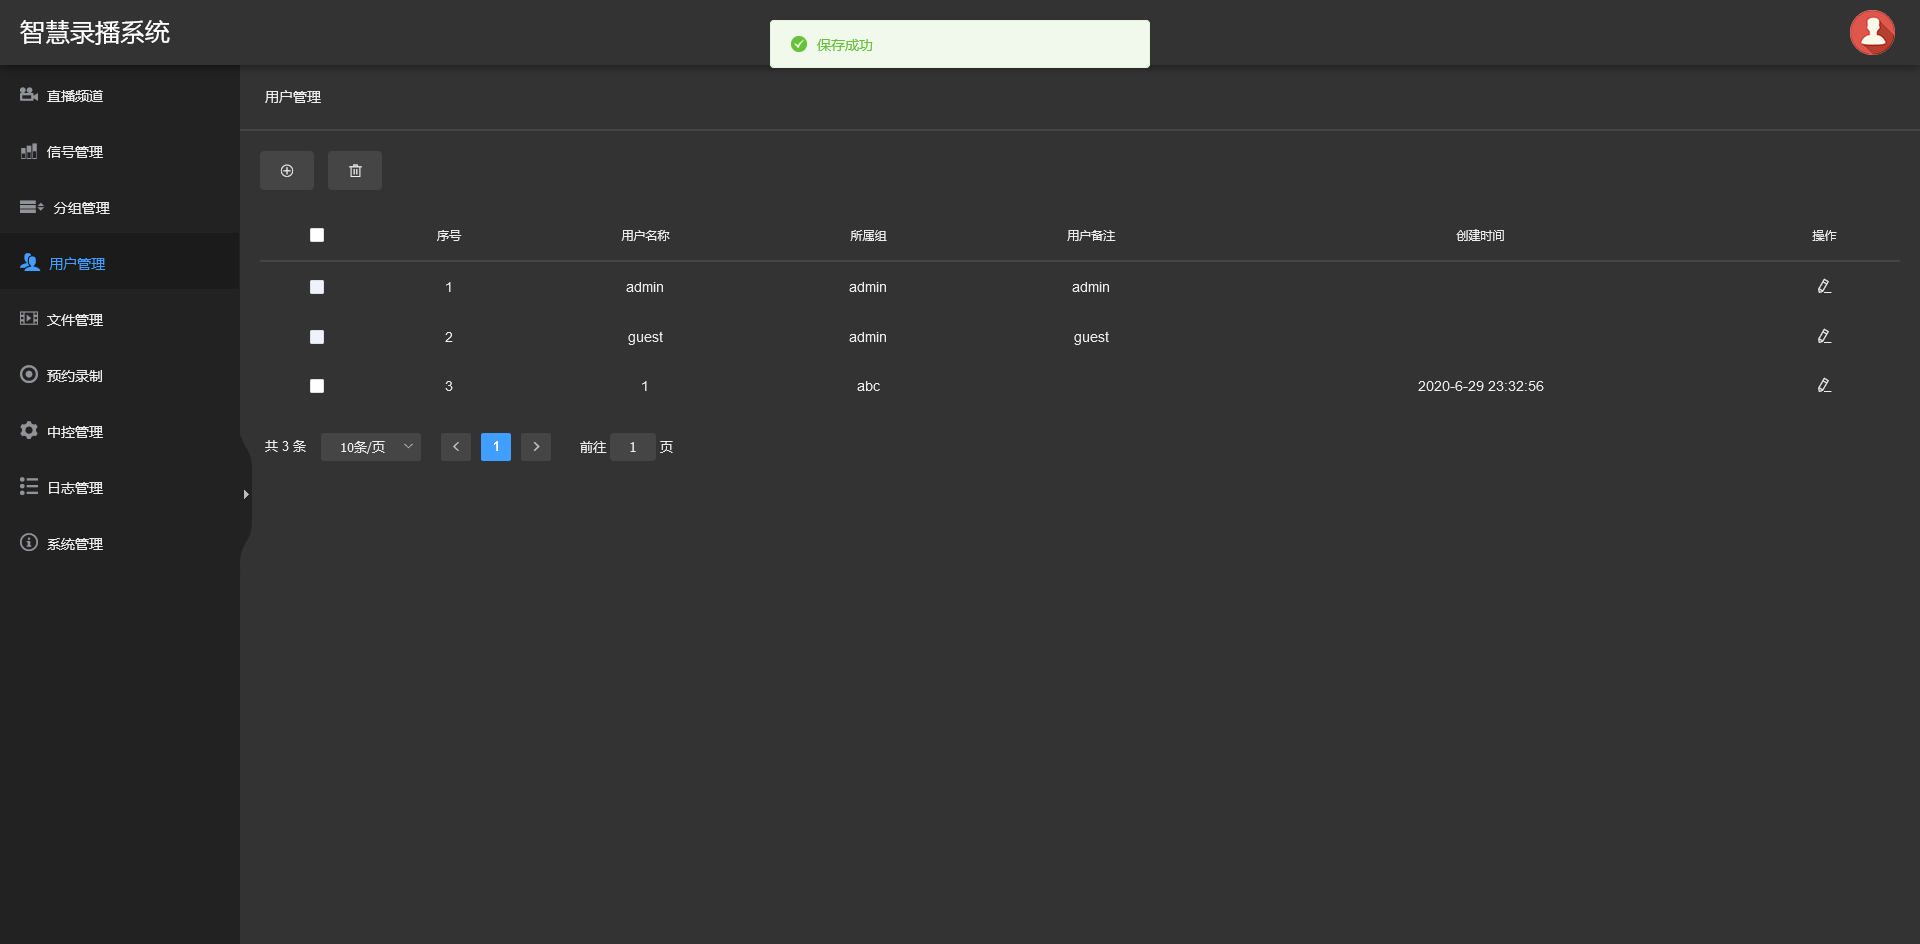 智慧录播系统
保存成功
直播频道
信号管理
分组管理
用户管理
文件管理
预约录制
中控管理
日志管理
系统管理
用户管理
序号 用户名称 所属组 用户备注 创建时间 操作
1 admin admin admin
2 guest admin guest
3 1 abc 2020-6-29 23:32:56
共 3 条 10条/页 1 前往 1 页